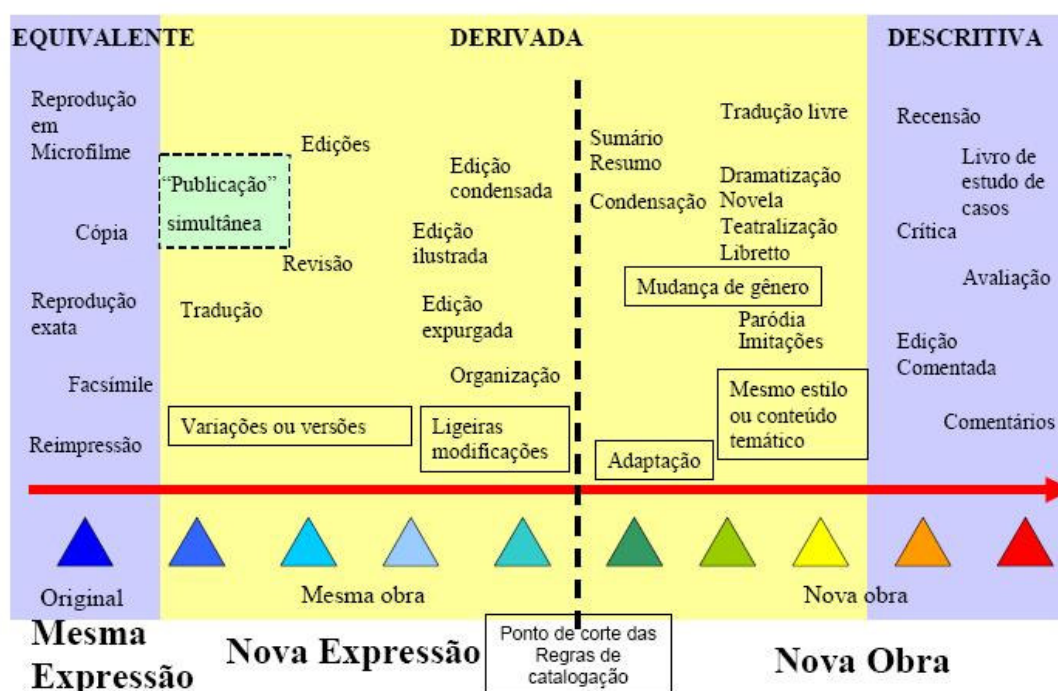 EQUIVALENTE
DERIVADA
DESCRITIVA
Reprodução
em
Microfilme
Cópia
Reprodução
exata
Facsímile
Reimpressão
“Publicação”
simultânea
Edições
Revisão
Tradução
Variações ou versões
Edição
condensada
Edição
ilustrada
Edição
expurgada
Organização
Ligeiras
modificações
Sumário
Resumo
Condensação
Tradução livre
Dramatização
Novela
Teatralização
Libretto
Mudança de gênero
Paródia
Imitações
Mesmo estilo
ou conteúdo
temático
Adaptação
Recensão
Livro de
estudo de
casos
Crítica
Avaliação
Edição
Comentada
Comentários
Original
Mesma obra
Nova obra
Mesma
Expressão
Nova Expressão
Ponto de corte das
Regras de
catalogação
Nova Obra